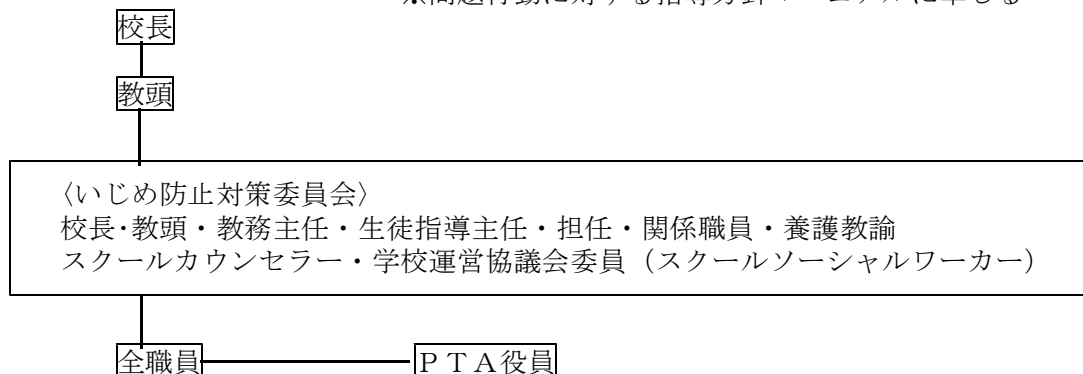 校長
教頭
〈いじめ防止対策委員会〉
校長・教頭・教務主任・生徒指導主任・担任・関係職員・養護教諭
スクールカウンセラー・学校運営協議会委員（スクールソーシャルワーカー）
全職員
ＰＴＡ役員